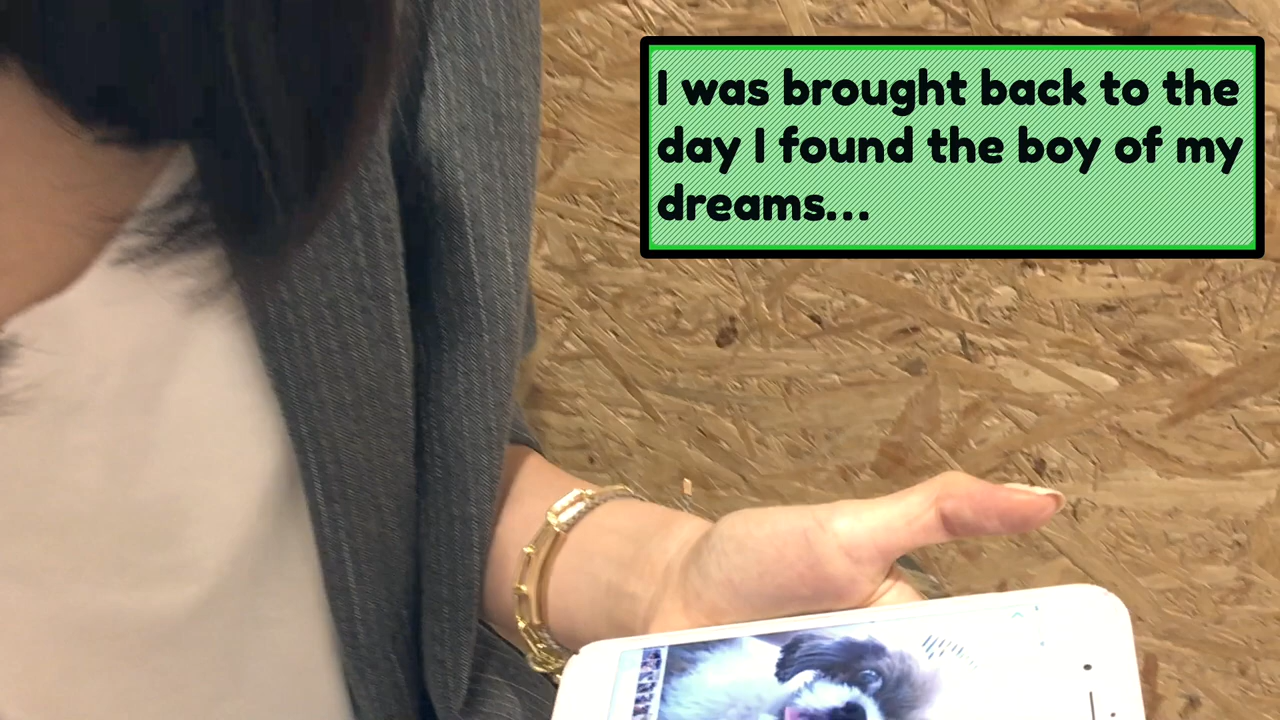 I was brought back to the
day I found the boy of my
dreams...